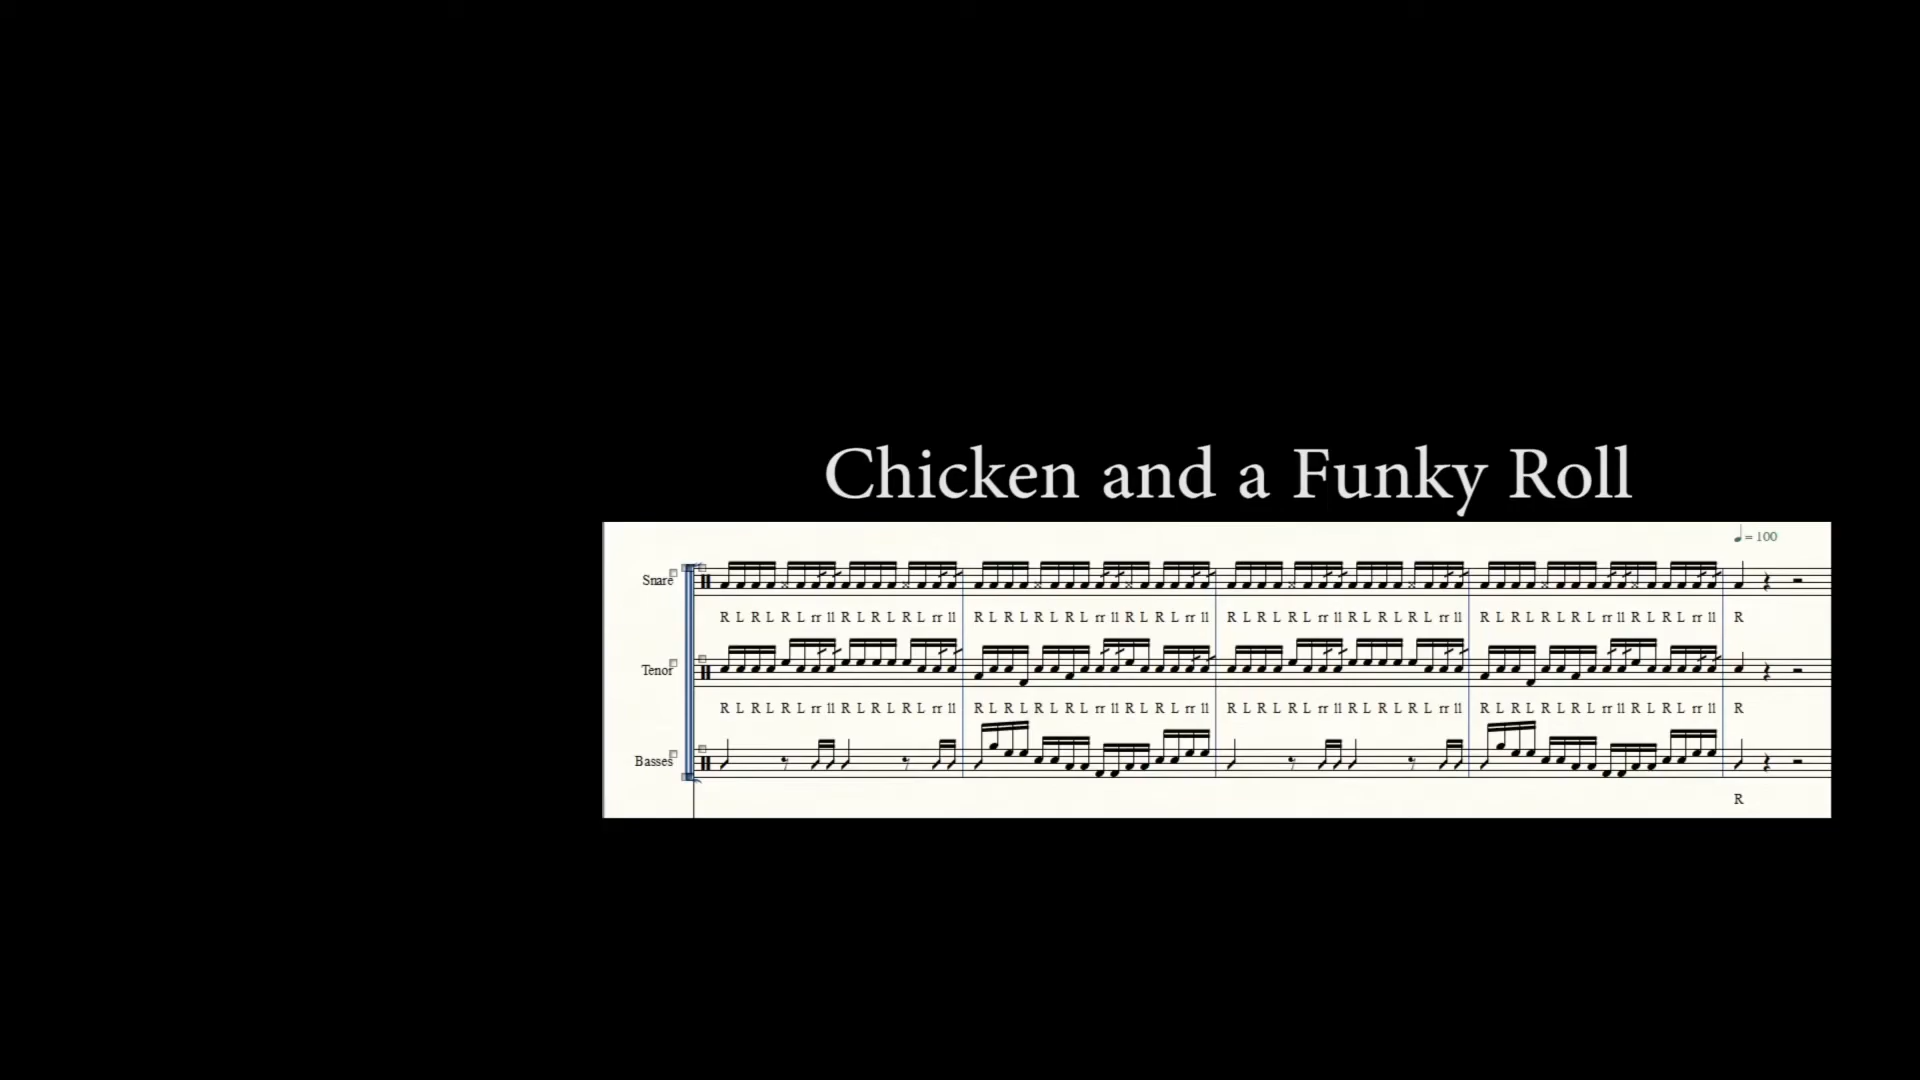 Chicken and a Funky Roll
♩ = 100
Snare
R L R L R L rr ll R L R L R L rr ll R L R L R L R L rr ll R L R L rr ll R L R L R L rr ll R L R L R L rr ll R L R L R L R L rr ll R L R L rr ll R
Tenor
R L R L R L rr ll R L R L R L rr ll R L R L R L R L rr ll R L R L rr ll R L R L R L rr ll R L R L R L rr ll R L R L R L R L rr ll R L R L rr ll R
Basses
R